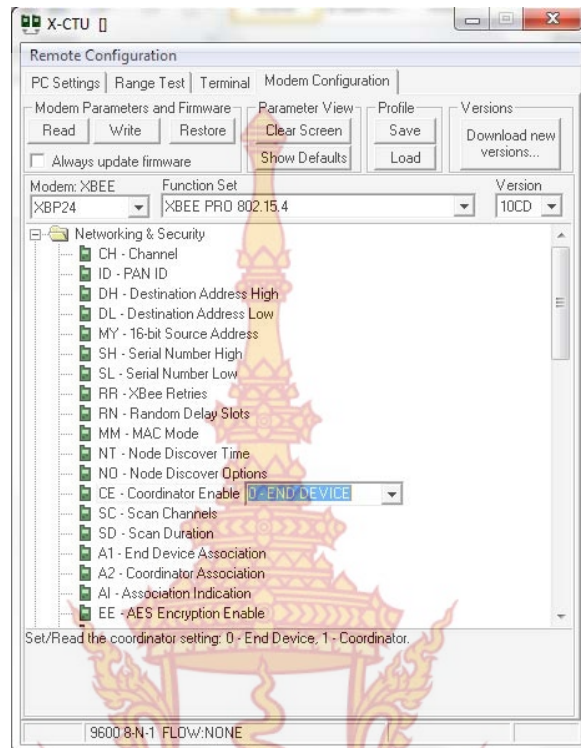 X-CTU []
Remote Configuration
PC Settings Range Test Terminal Modem Configuration
Modem Parameters and Firmware Parameter View Profile Versions
Read Write Restore Clear Screen Save Download new versions...
Always update firmware Show Defaults Load
Modem: XBEE Function Set Version
XBP24 XBEE PRO 802.15.4 10CD
Networking & Security
CH - Channel
ID - PAN ID
DH - Destination Address High
DL - Destination Address Low
MY - 16-bit Source Address
SH - Serial Number High
SL - Serial Number Low
RR - XBee Retries
RN - Random Delay Slots
MM - MAC Mode
NT - Node Discover Time
NO - Node Discover Options
CE - Coordinator Enable 0 - END DEVICE
SC - Scan Channels
SD - Scan Duration
A1 - End Device Association
A2 - Coordinator Association
AI - Association Indication
EE - AES Encryption Enable
Set/Read the coordinator setting: 0 - End Device, 1 - Coordinator.
9600 8-N-1 FLOW:NONE